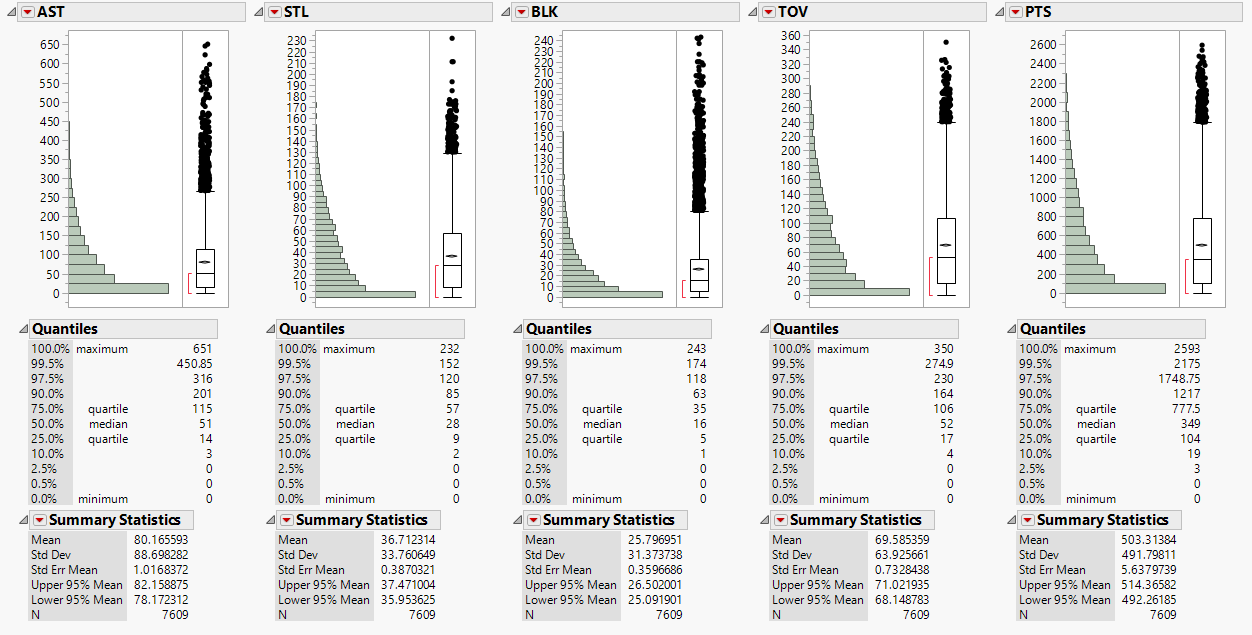 AST
650
600
550
500
450
400
350
300
250
200
150
100
50
0
Quantiles
100.0% maximum 651
99.5% 450.85
97.5% 316
90.0% 201
75.0% quartile 115
50.0% median 51
25.0% quartile 14
10.0% 3
2.5% 0
0.5% 0
0.0% minimum 0
Summary Statistics
Mean 80.165593
Std Dev 88.698282
Std Err Mean 1.0168372
Upper 95% Mean 82.158875
Lower 95% Mean 78.172312
N 7609
STL
230
220
210
200
190
180
170
160
150
140
130
120
110
100
90
80
70
60
50
40
30
20
10
0
Quantiles
100.0% maximum 232
99.5% 152
97.5% 120
90.0% 85
75.0% quartile 57
50.0% median 28
25.0% quartile 9
10.0% 2
2.5% 0
0.5% 0
0.0% minimum 0
Summary Statistics
Mean 36.712314
Std Dev 33.760649
Std Err Mean 0.3870321
Upper 95% Mean 37.471004
Lower 95% Mean 35.953625
N 7609
BLK
240
230
220
210
200
190
180
170
160
150
140
130
120
110
100
90
80
70
60
50
40
30
20
10
0
Quantiles
100.0% maximum 243
99.5% 174
97.5% 118
90.0% 63
75.0% quartile 35
50.0% median 16
25.0% quartile 5
10.0% 1
2.5% 0
0.5% 0
0.0% minimum 0
Summary Statistics
Mean 25.796951
Std Dev 31.373738
Std Err Mean 0.3596686
Upper 95% Mean 26.502001
Lower 95% Mean 25.091901
N 7609
TOV
360
340
320
300
280
260
240
220
200
180
160
140
120
100
80
60
40
20
0
Quantiles
100.0% maximum 350
99.5% 274.9
97.5% 230
90.0% 164
75.0% quartile 106
50.0% median 52
25.0% quartile 17
10.0% 4
2.5% 0
0.5% 0
0.0% minimum 0
Summary Statistics
Mean 69.585359
Std Dev 63.925661
Std Err Mean 0.7328438
Upper 95% Mean 71.021935
Lower 95% Mean 68.148783
N 7609
PTS
2600
2400
2200
2000
1800
1600
1400
1200
1000
800
600
400
200
0
Quantiles
100.0% maximum 2593
99.5% 2175
97.5% 1748.75
90.0% 1217
75.0% quartile 777.5
50.0% median 349
25.0% quartile 104
10.0% 19
2.5% 3
0.5% 0
0.0% minimum 0
Summary Statistics
Mean 503.31384
Std Dev 491.79811
Std Err Mean 5.6379739
Upper 95% Mean 514.36582
Lower 95% Mean 492.26185
N 7609